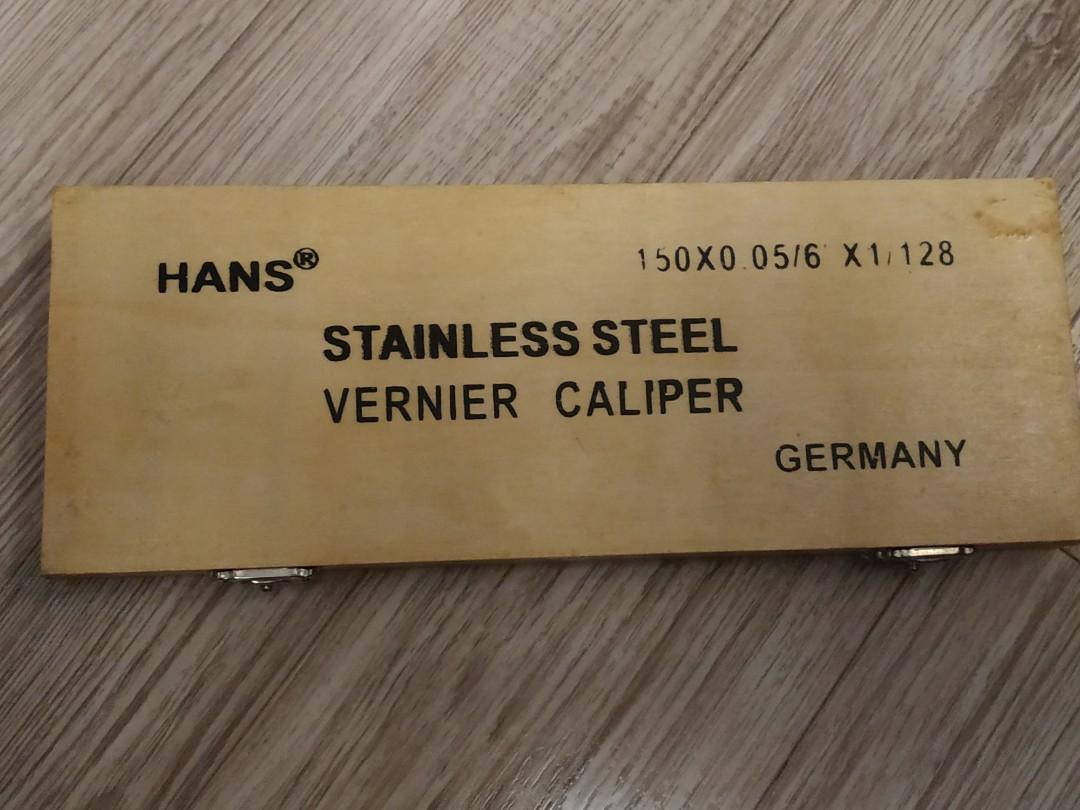 HANS®
150X0.05/6' X1/128
STAINLESS STEEL
VERNIER CALIPER
GERMANY